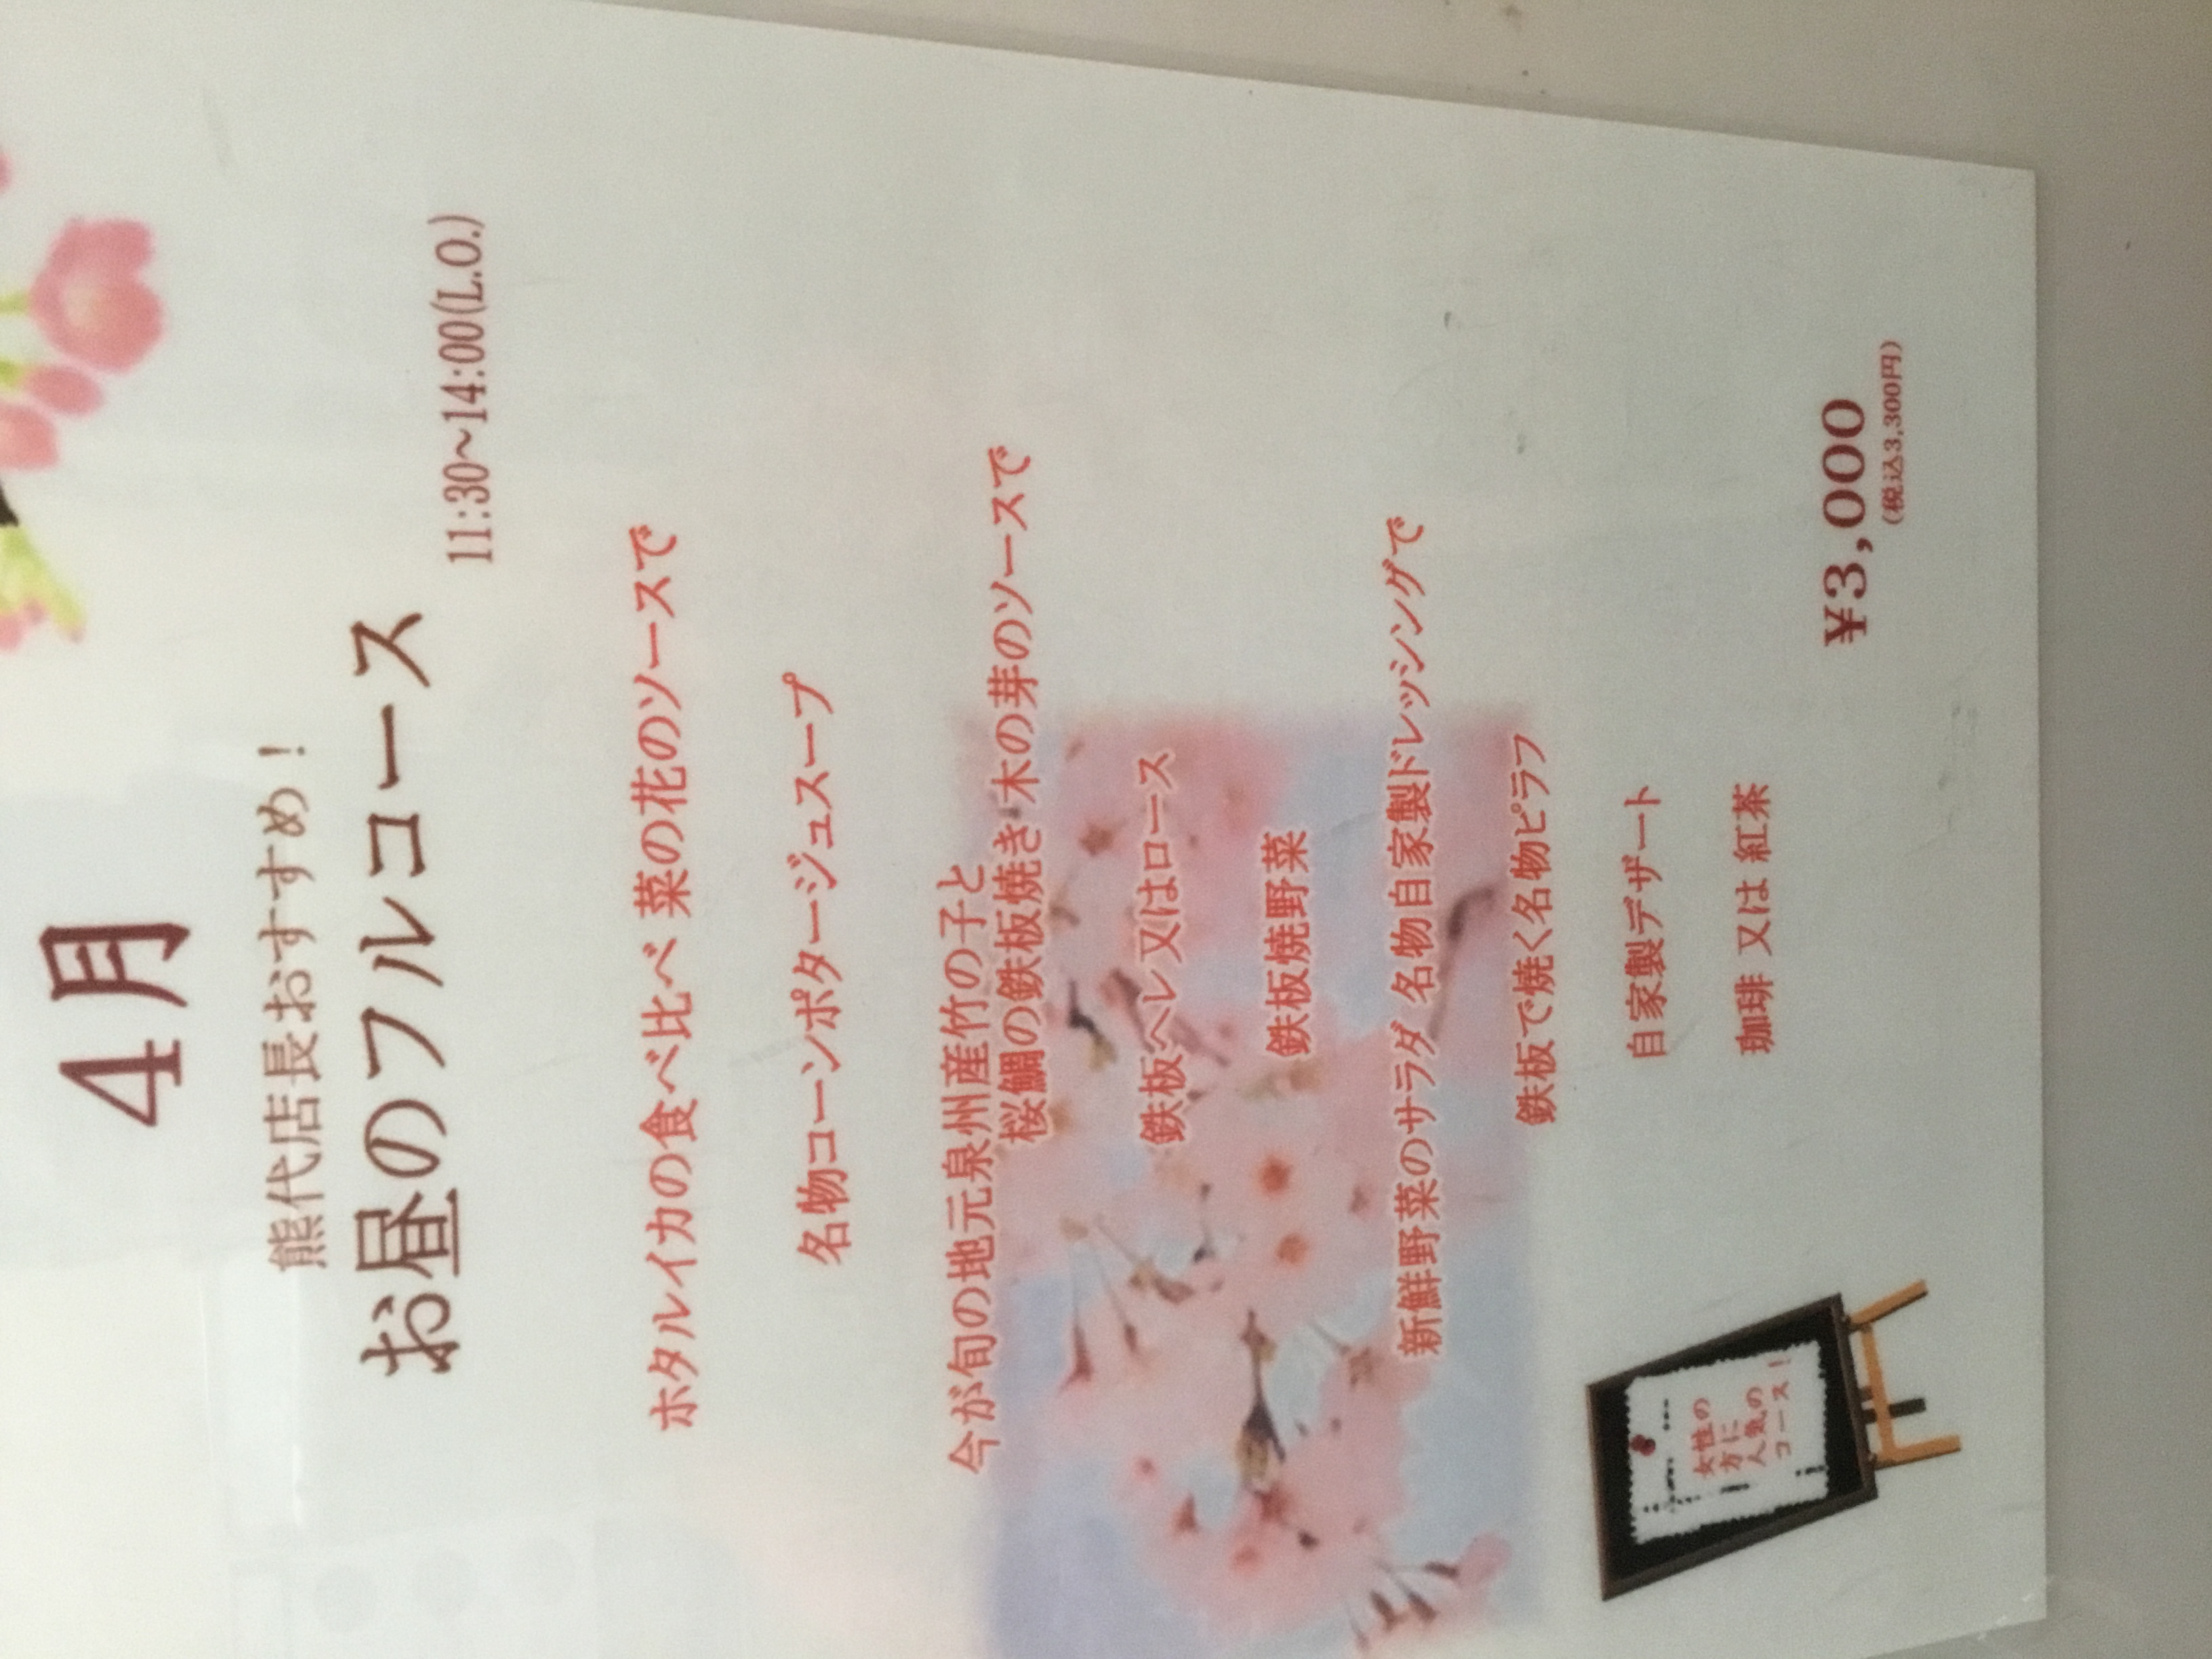 4月
熊代店長おすすめ！
お昼のフルコース
11:30~14:00(L.O.)
ホタルイカの食べ比べ 菜の花のソースで
名物コーンポタージュスープ
今が旬の地元泉州産竹の子と
桜鯛の鉄板焼き 木の芽のソースで
鉄板ヘレ又はロース
鉄板焼野菜
新鮮野菜のサラダ 名物自家製ドレッシングで
鉄板で焼く名物ピラフ
自家製デザート
珈琲 又は 紅茶
¥3,000
(税込3,300円)
女性の
方に
人気の
コース！